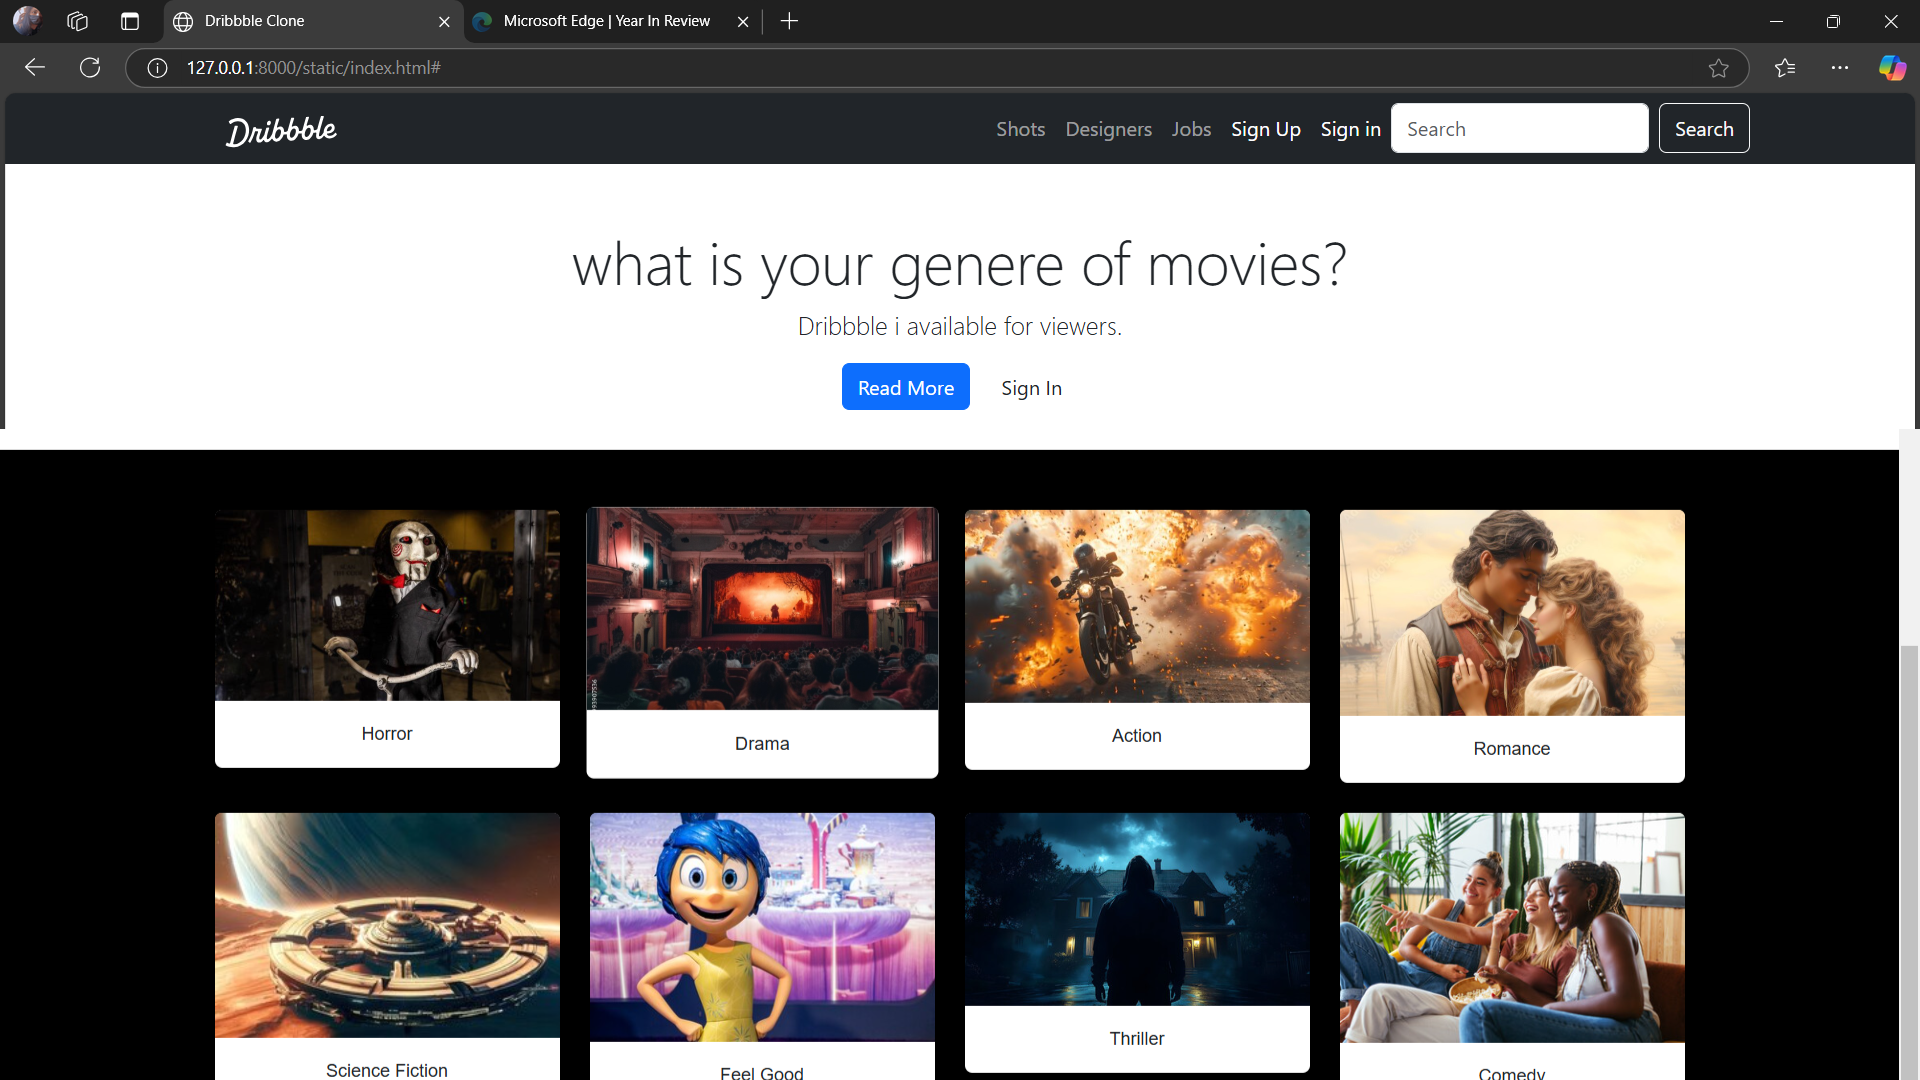 Dribbble Clone
Microsoft Edge | Year In Review
127.0.0.1:8000/static/index.html#
Dribbble
Shots Designers Jobs Sign Up Sign in Search Search
what is your genere of movies?
Dribbble i available for viewers.
Read More Sign In
Horror
Drama
Action
Romance
Science Fiction
Feel Good
Thriller
Comedy